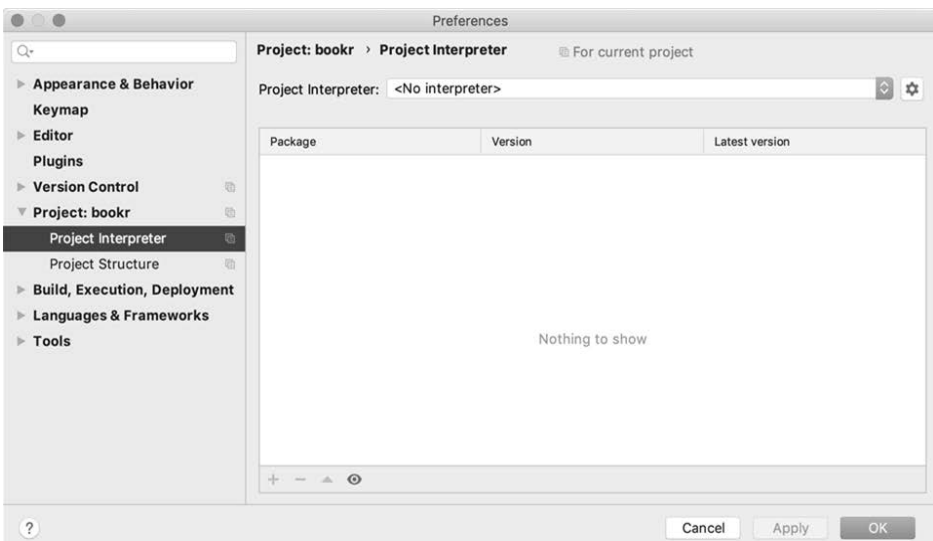 Preferences
Project: bookr › Project Interpreter For current project
Appearance & Behavior
Keymap
Editor
Plugins
Version Control
Project: bookr
Project Interpreter
Project Structure
Build, Execution, Deployment
Languages & Frameworks
Tools
Project Interpreter: <No interpreter>
Package Version Latest version
Nothing to show
?
Cancel Apply OK